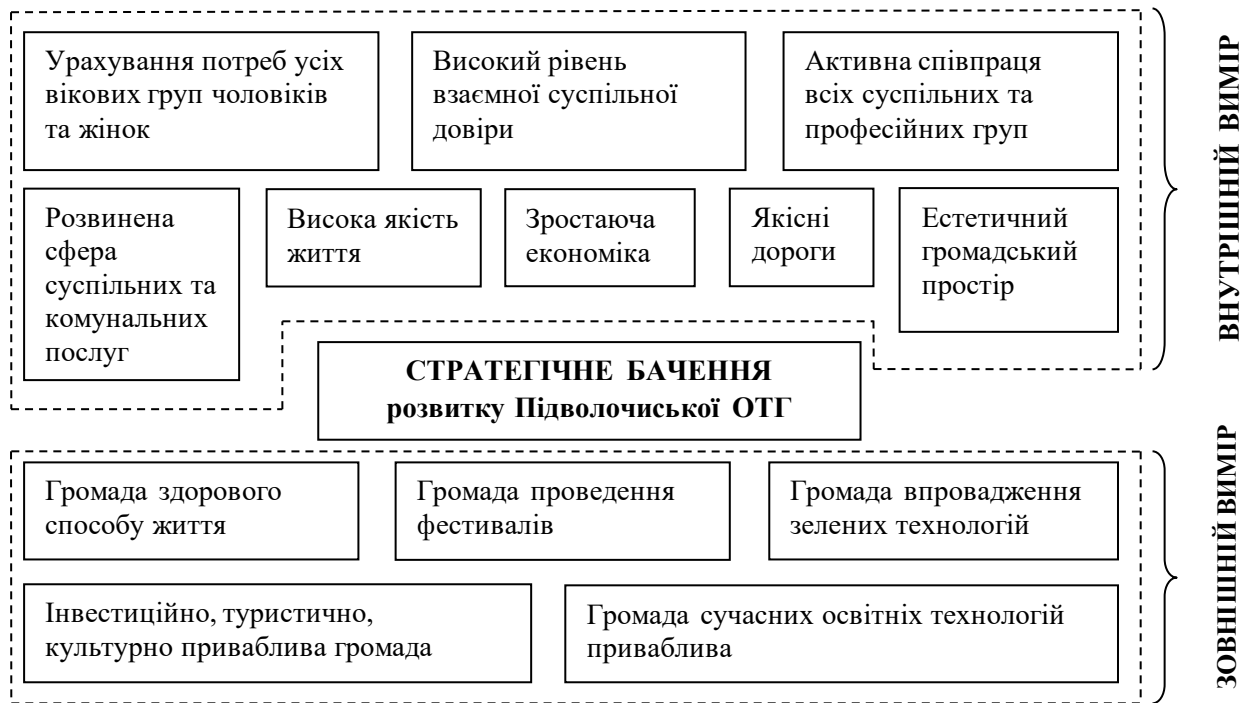 Урахування потреб усіх
вікових груп чоловіків
та жінок
Високий рівень
взаємної суспільної
довіри
Активна співпраця
всіх суспільних та
професійних груп
Розвинена
сфера
суспільних та
комунальних
послуг
Висока якість
життя
Зростаюча
економіка
Якісні
дороги
Естетичний
громадський
простір
ВНУТРІШНІЙ ВИМІР
СТРАТЕГІЧНЕ БАЧЕННЯ
розвитку Підволочиської ОТГ
Громада здорового
способу життя
Громада проведення
фестивалів
Громада впровадження
зелених технологій
Інвестиційно, туристично,
культурно приваблива громада
Громада сучасних освітніх технологій
приваблива
ЗОВНІШНІЙ ВИМІР